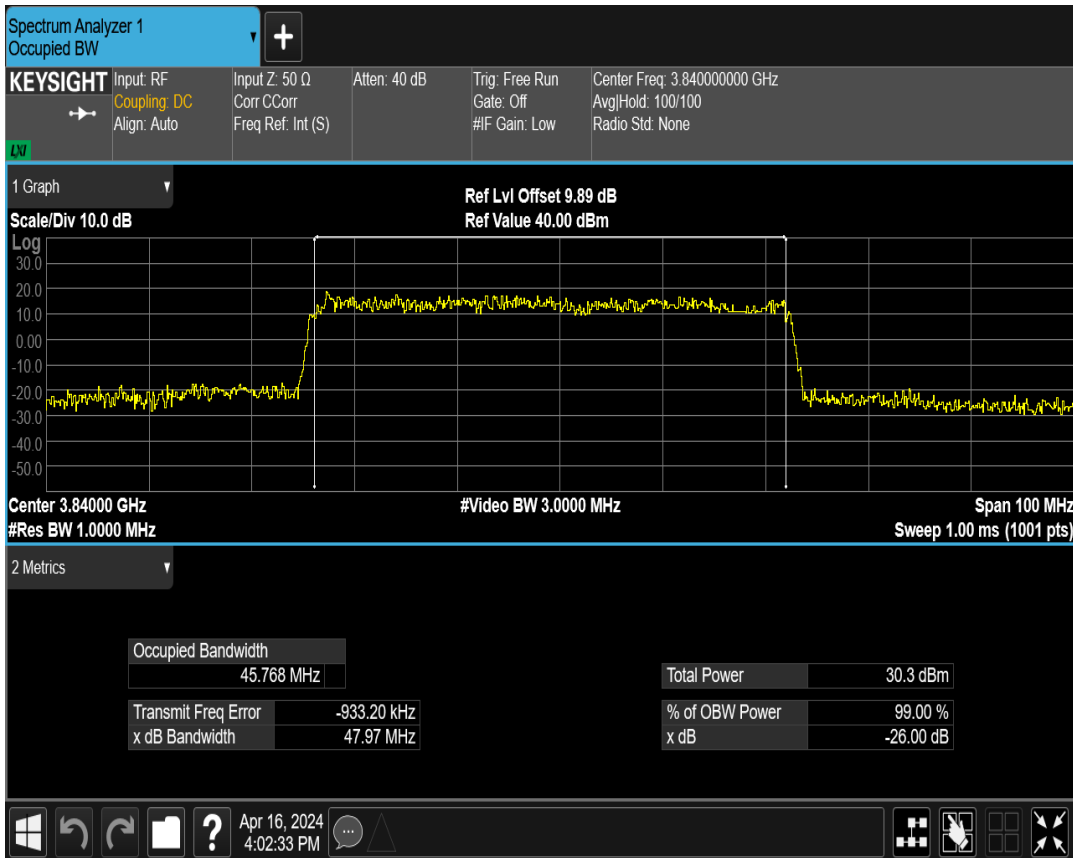 Spectrum Analyzer 1
Occupied BW
+
KEYSIGHT
Input: RF
Coupling: DC
Align: Auto
Input Z: 50 Ω
Corr CCorr
Freq Ref: Int (S)
Atten: 40 dB
Trig: Free Run
Gate: Off
#IF Gain: Low
Center Freq: 3.840000000 GHz
Avg|Hold: 100/100
Radio Std: None
LXI
1 Graph
Ref Lvl Offset 9.89 dB
Scale/Div 10.0 dB
Ref Value 40.00 dBm
Log
30.0
20.0
10.0
0.00
-10.0
-20.0
-30.0
-40.0
-50.0
Center 3.84000 GHz
#Video BW 3.0000 MHz
Span 100 MHz
#Res BW 1.0000 MHz
Sweep 1.00 ms (1001 pts)
2 Metrics
Occupied Bandwidth
45.768 MHz
Total Power 30.3 dBm
Transmit Freq Error -933.20 kHz
% of OBW Power 99.00 %
x dB Bandwidth 47.97 MHz
x dB -26.00 dB
?
Apr 16, 2024
4:02:33 PM